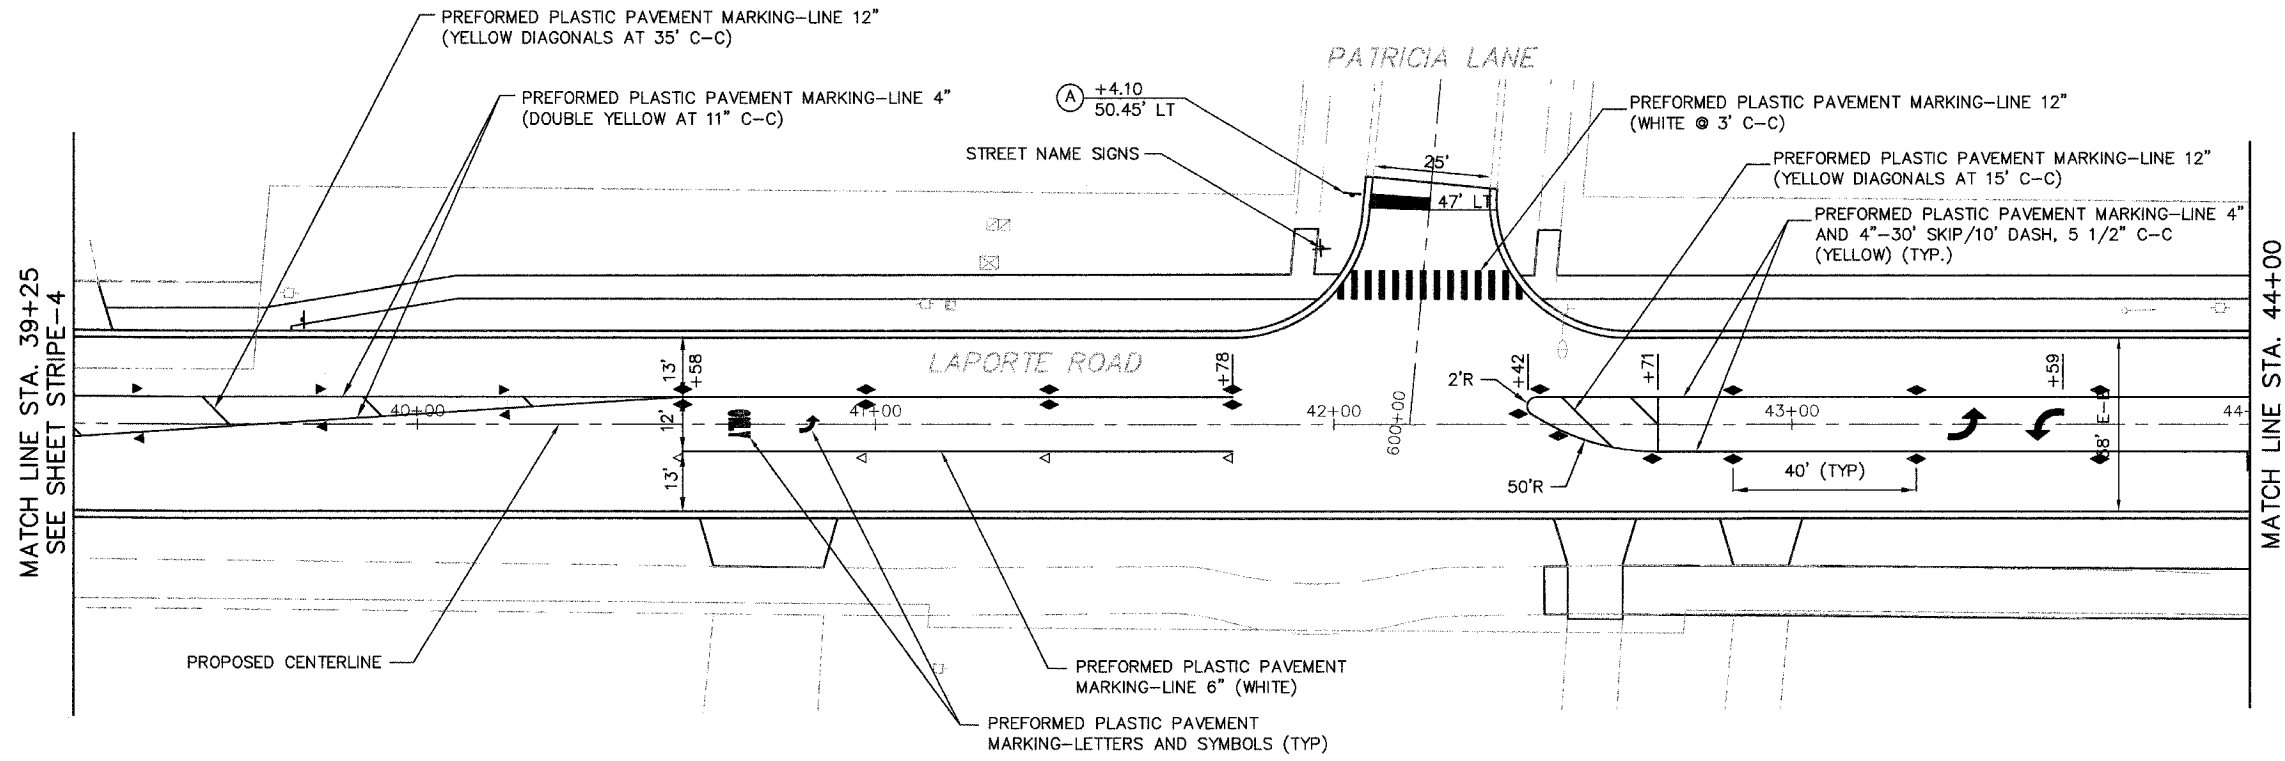 PREFORMED PLASTIC PAVEMENT MARKING-LINE 12"
(YELLOW DIAGONALS AT 35' C-C)
PREFORMED PLASTIC PAVEMENT MARKING-LINE 4"
(DOUBLE YELLOW AT 11" C-C)
PATRICIA LANE
A
+4.10
50.45' LT
STREET NAME SIGNS
PREFORMED PLASTIC PAVEMENT MARKING-LINE 12"
(WHITE @ 3' C-C)
PREFORMED PLASTIC PAVEMENT MARKING-LINE 12"
(YELLOW DIAGONALS AT 15' C-C)
PREFORMED PLASTIC PAVEMENT MARKING-LINE 4"
AND 4"-30' SKIP/10' DASH, 5 1/2" C-C
(YELLOW) (TYP.)
25'
47' LT
MATCH LINE STA. 39+25
SEE SHEET STRIPE-4
LAPORTE ROAD
13'
+58
12'
13'
+78
+42
+71
+59
2'R
50'R
40+00
41+00
42+00
43+00
44-
600+00
ONLY
40' (TYP)
38' E-E
MATCH LINE STA. 44+00
PROPOSED CENTERLINE
PREFORMED PLASTIC PAVEMENT
MARKING-LINE 6" (WHITE)
PREFORMED PLASTIC PAVEMENT
MARKING-LETTERS AND SYMBOLS (TYP)